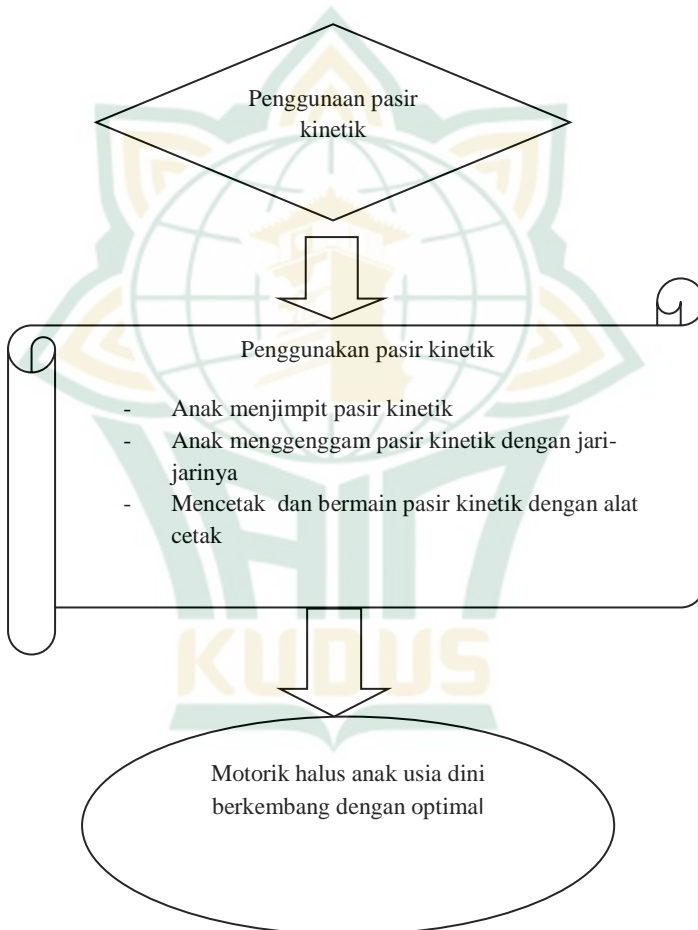 Penggunaan pasir
kinetik
Penggunakan pasir kinetik
- Anak menjimpit pasir kinetik
- Anak menggenggam pasir kinetik dengan jari-
jarinya
- Mencetak dan bermain pasir kinetik dengan alat
cetak
KUDUS
Motorik halus anak usia dini
berkembang dengan optimal